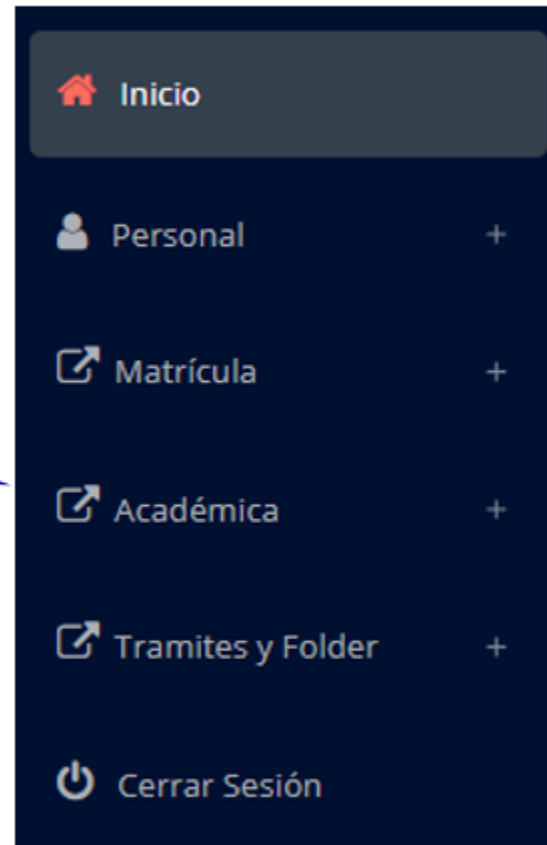 Inicio
Personal +
Matrícula +
Académica +
Tramites y Folder +
Cerrar Sesión